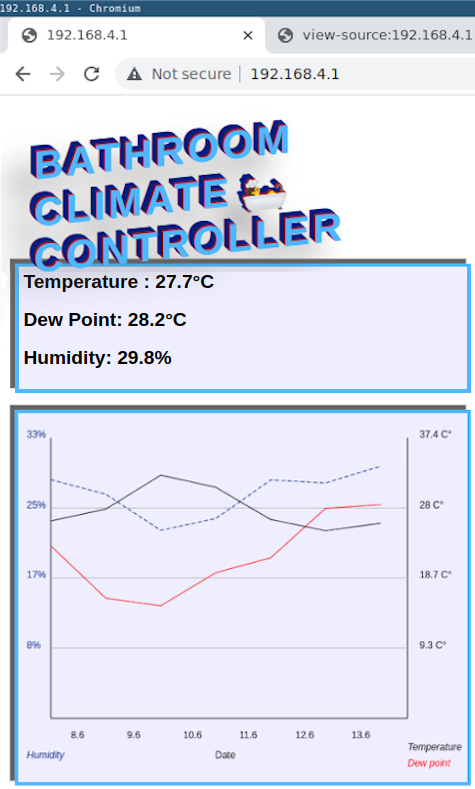 192.168.4.1 - Chromium
192.168.4.1
view-source:192.168.4.1
Not secure
192.168.4.1
BATHROOM
CLIMATE
CONTROLLER
Temperature : 27.7°C
Dew Point: 28.2°C
Humidity: 29.8%
33% 37.4 C°
25% 28 C°
17% 18.7 C°
8% 9.3 C°
8.6 9.6 10.6 11.6 12.6 13.6
Humidity Date Temperature
Dew point